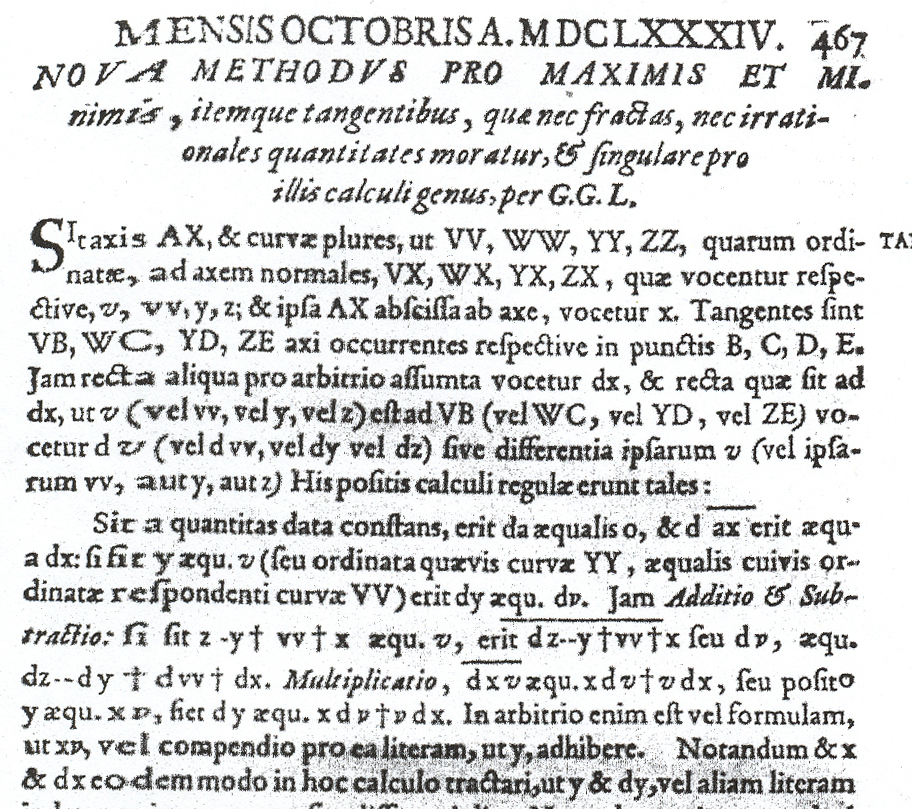 MENSIS OCTOBRIS A. MDCLXXXIV. 467
NOVA METHODVS PRO MAXIMIS ET MI-
nimis, itemque tangentibus, quæ nec fractas, nec irrati-
onales quantitates moratur, & ſingulare pro
illis calculi genus, per G.G. L.
SIt axis AX, & curvæ plures, ut VV, WW, YY, ZZ, quarum ordi-
natæ, ad axem normales, VX, WX, YX, ZX, quæ vocentur reſpe-
ctive, v, vv, y, z; & ipſa AX abſciſſa ab axe, vocetur x. Tangentes ſint
VB, WC, YD, ZE axi occurrentes reſpective in punctis B, C, D, E.
Jam recta aliqua pro arbitrio aſſumta vocetur dx, & recta quæ ſit ad
dx, ut v (vel vv, vel y, vel z) eſt ad VB (vel WC, vel YD, vel ZE) vo-
cetur d v (vel d vv, vel dy vel dz) ſive differentia ipſarum v (vel ipſa-
rum vv, aut y, aut z) His poſitis calculi regulæ erunt tales:
Sit a quantitas data conſtans, erit da æqualis 0, & d ax erit æqu-
a dx: ſi ſit y æqu. v (ſeu ordinata quævis curvæ YY, æqualis cuivis or-
dinatæ reſpondenti curvæ VV) erit dy æqu. dv. Jam Additio & Sub-
tractio: ſi ſit z -y† vv† x æqu. v, erit dz--y†vv†x ſeu dv, æqu.
dz--dy † dvv† dx. Multiplicatio, dxv æqu. x dv†v dx, ſeu poſito
y æqu. x v, fiet d y æqu. x d v†v dx. In arbitrio enim eſt vel formulam,
ut xv, vel compendio pro ea literam, ut y, adhibere. Notandum & x
& dx eodem modo in hoc calculo tractari, ut y & dy, vel aliam literam